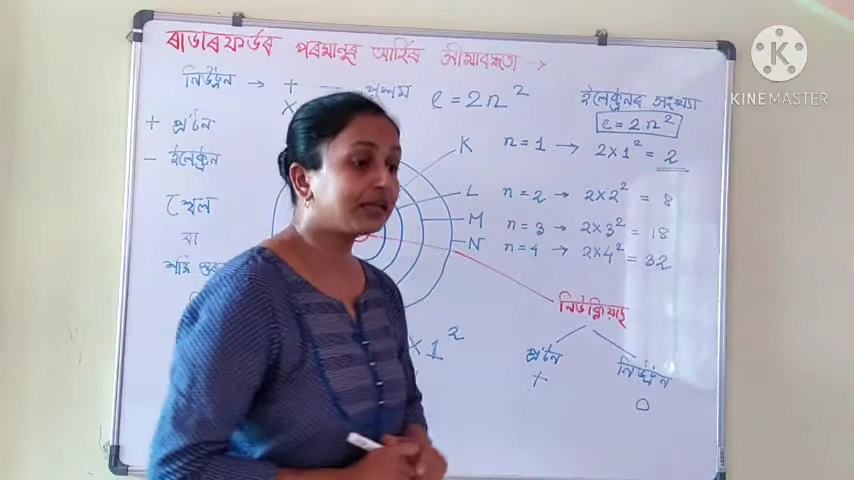 ৰাডাৰফৰ্ডৰ পৰমাণুৰ আৰ্হিৰ সীমাবদ্ধতা →
নিউট্ৰন → + −
e = 2n²
ইলেক্ট্ৰনৰ সংখ্যা
e = 2n²
+ প্ৰ'টন
− ইলেক্ট্ৰন
খোল
বা
শক্তি
K n = 1 → 2×1² = 2
L n = 2 → 2×2² = 8
M n = 3 → 2×3² = 18
N n = 4 → 2×4² = 32
× 1²
নিউক্লিয়াছ
প্ৰ'টন
+
নিউট্ৰন
0
K
KINEMASTER